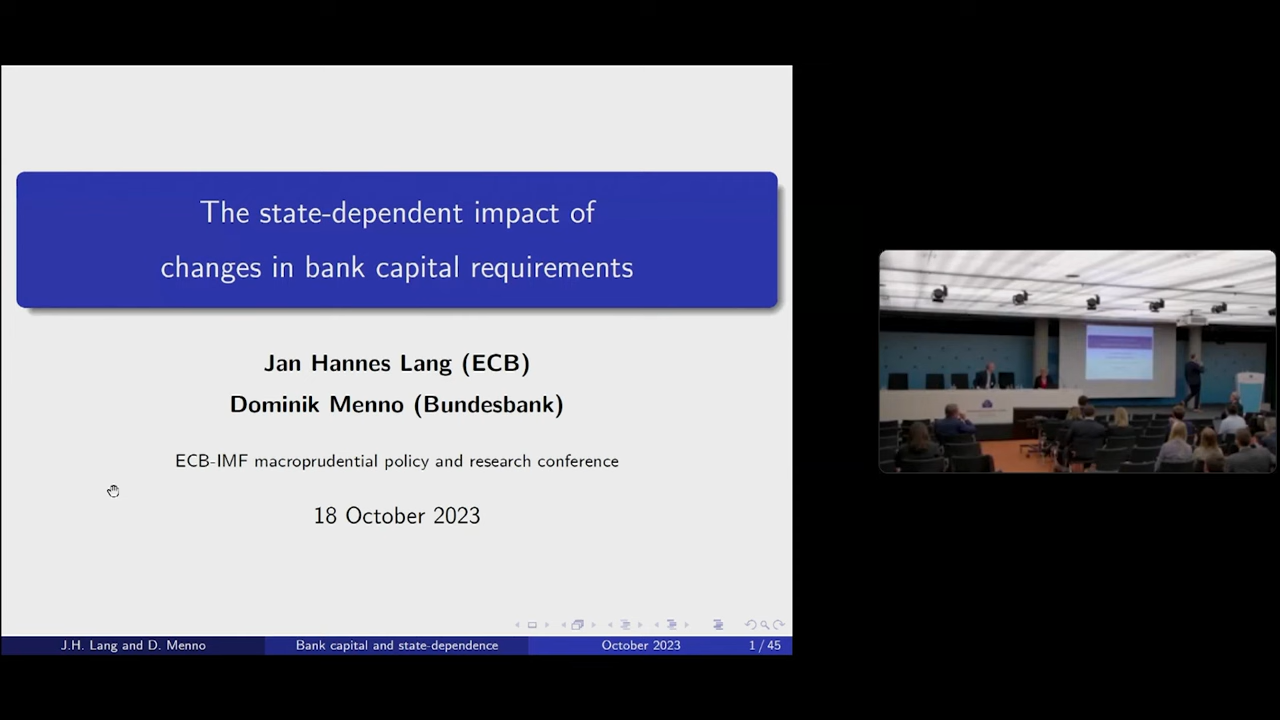 The state-dependent impact of
changes in bank capital requirements
Jan Hannes Lang (ECB)
Dominik Menno (Bundesbank)
ECB-IMF macroprudential policy and research conference
18 October 2023
J.H. Lang and D. Menno
Bank capital and state-dependence
October 2023
1 / 45